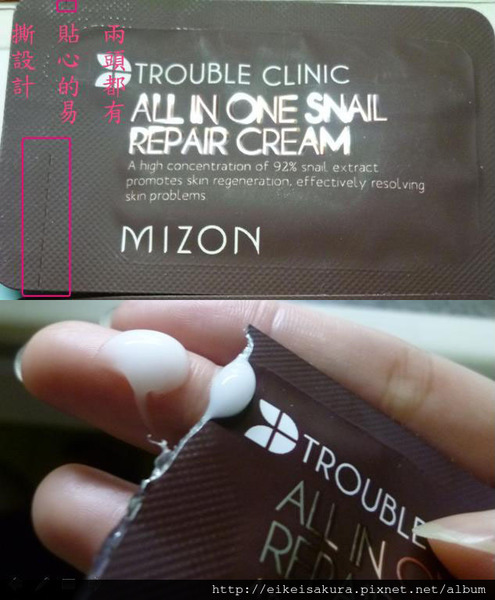 兩頭都有
貼心的易
撕設計
TROUBLE CLINIC
ALL IN ONE SNAIL
REPAIR CREAM
A high concentration of 92% snail extract
promotes skin regeneration, effectively resolving
skin problems
MIZON
TROUBLE
ALL IN O
REPA
http://eikeisakura.pixnet.net/album